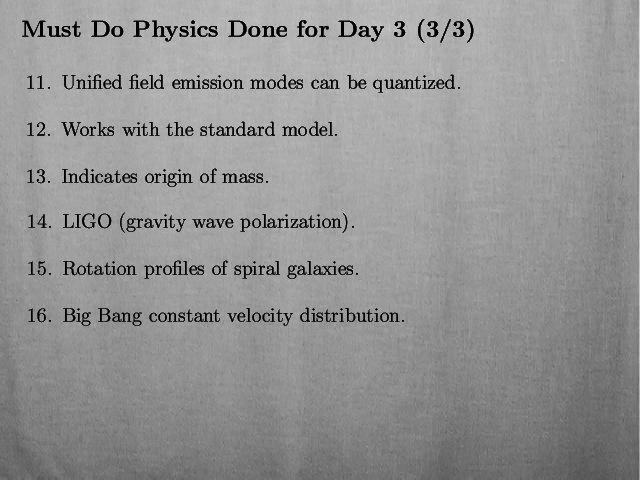 Must Do Physics Done for Day 3 (3/3)
11. Unified field emission modes can be quantized.
12. Works with the standard model.
13. Indicates origin of mass.
14. LIGO (gravity wave polarization).
15. Rotation profiles of spiral galaxies.
16. Big Bang constant velocity distribution.